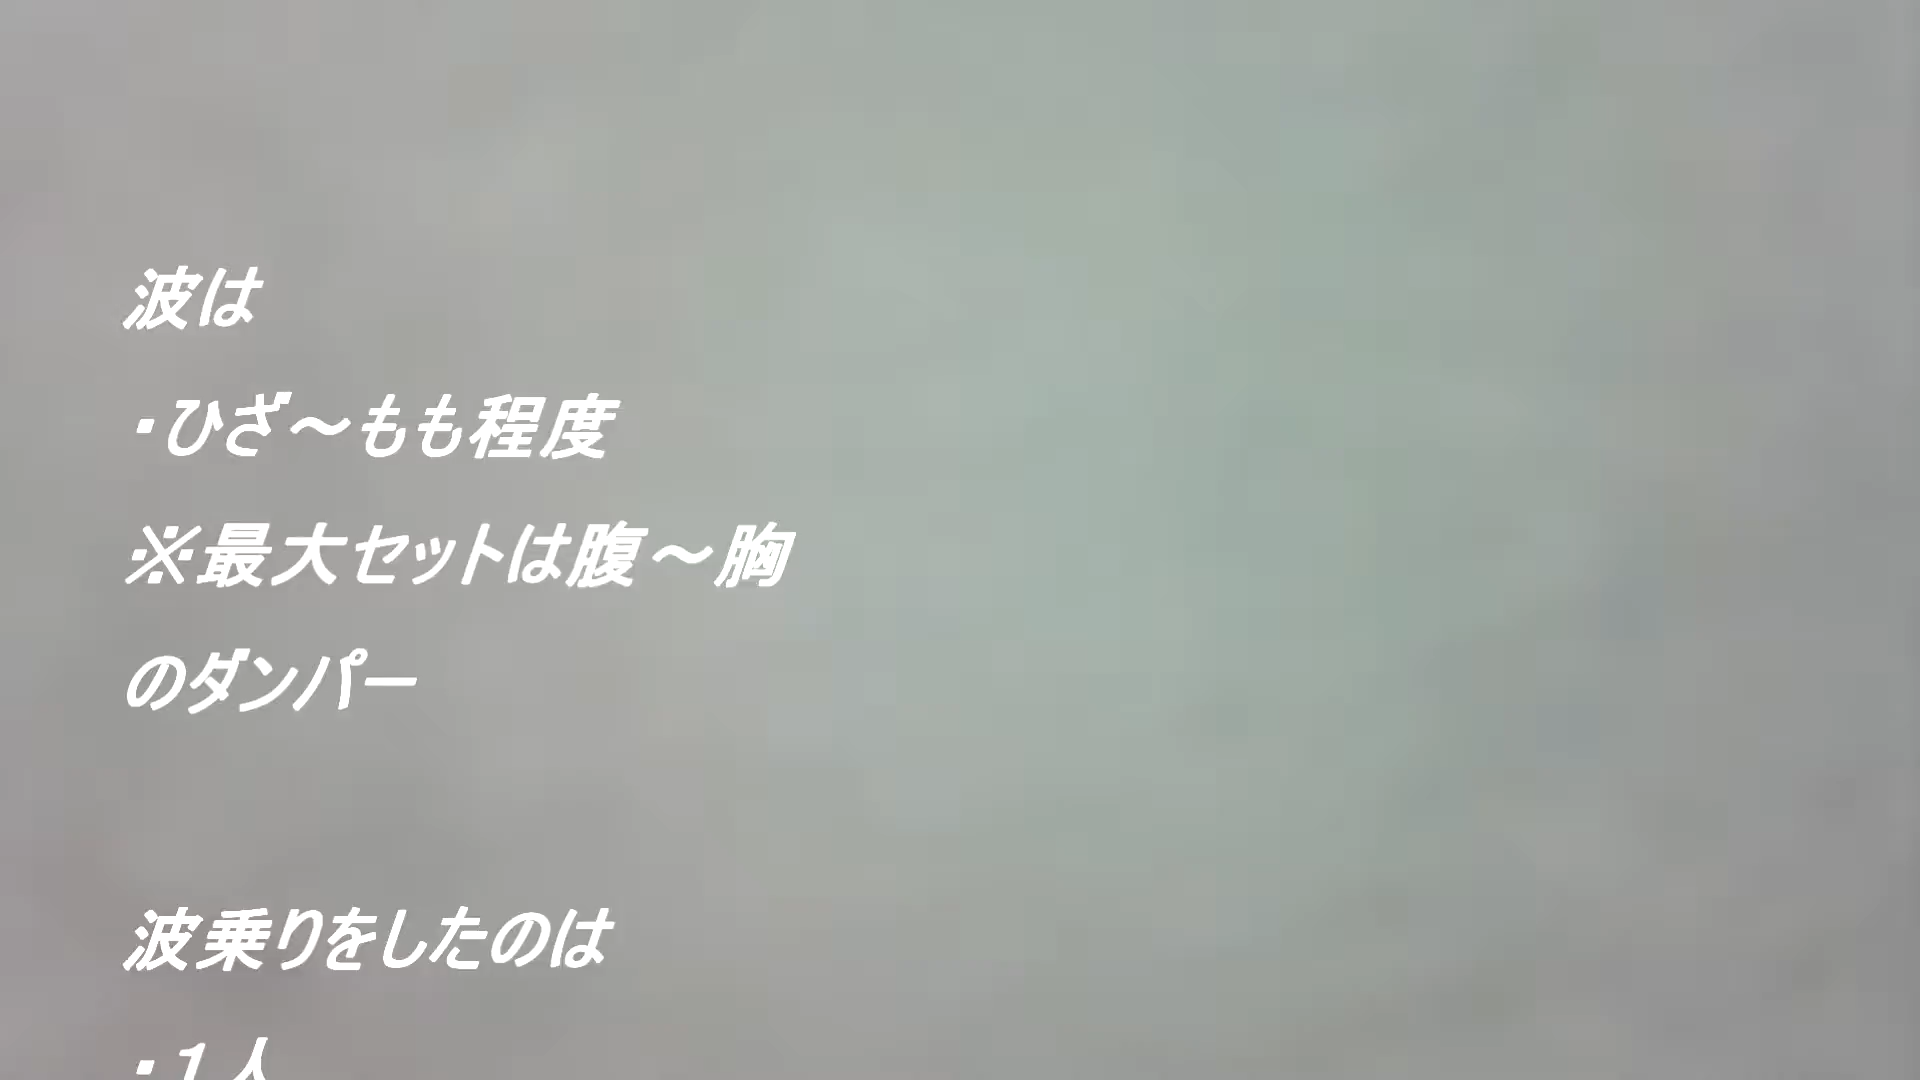 波は
・ひざ～もも程度
※最大セットは腹～胸
のダンパー
波乗りをしたのは
・１人